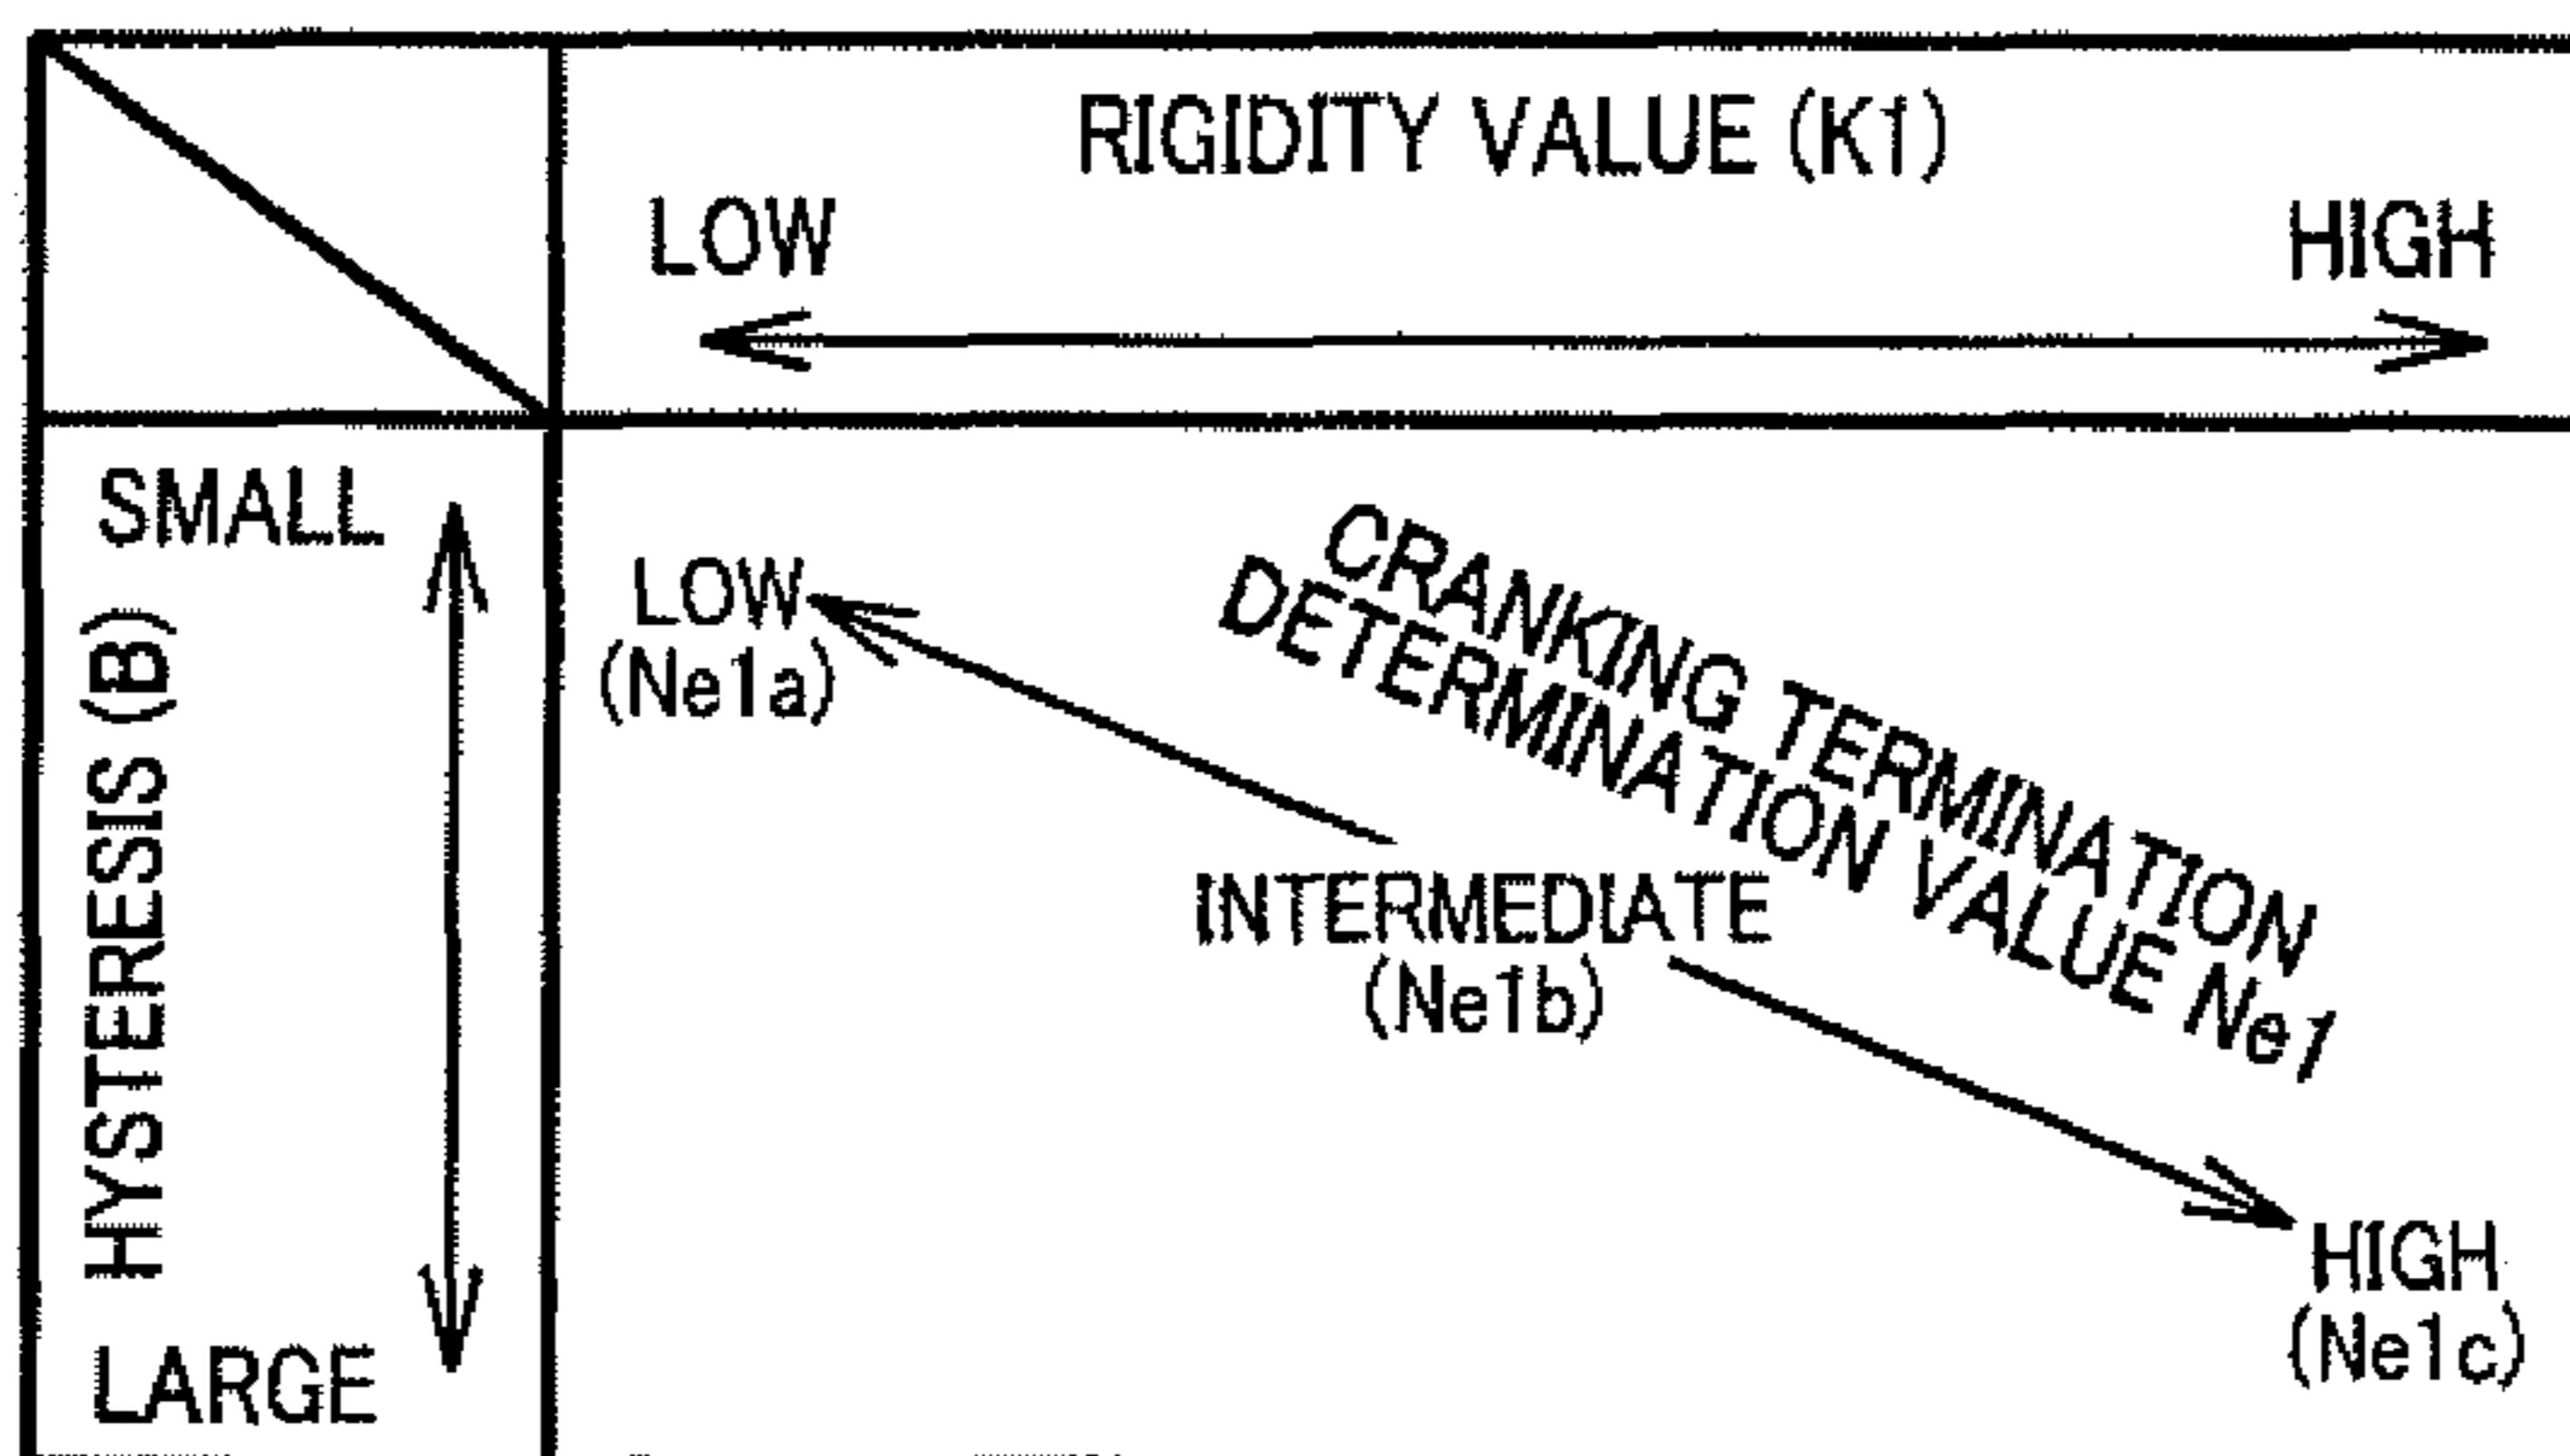 RIGIDITY VALUE (K1)
LOW
HIGH
SMALL
HYSTERESIS (B)
LARGE
LOW
(Ne1a)
CRANKING TERMINATION
DETERMINATION VALUE Ne1
INTERMEDIATE
(Ne1b)
HIGH
(Ne1c)